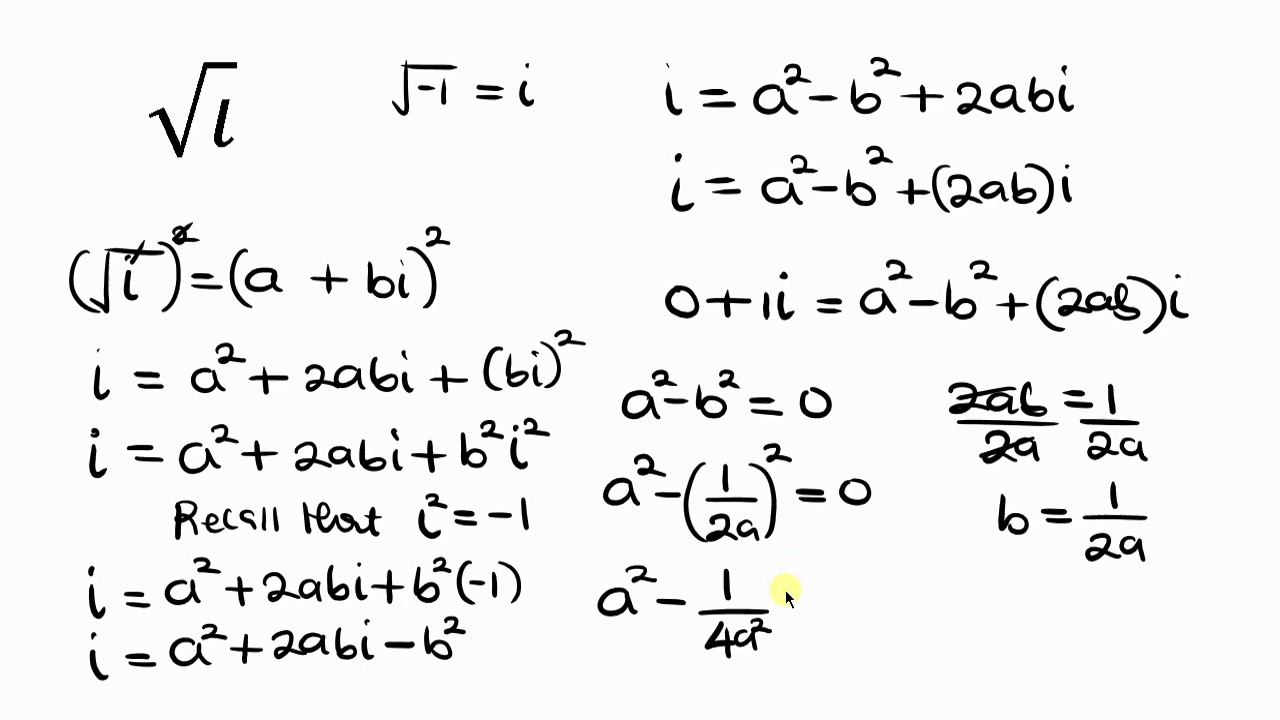 √i
√-1 = i
(√i)² = (a + bi)²
i = a² + 2abi + (bi)²
i = a² + 2abi + b²i²
Recall that i² = -1
i = a² + 2abi + b²(-1)
i = a² + 2abi - b²
i = a² - b² + 2abi
i = a² - b² + (2ab)i
0 + 1i = a² - b² + (2ab)i
a² - b² = 0
a² - (1/2a)² = 0
a² - 1/4a²
2ab/2a = 1/2a
b = 1/2a